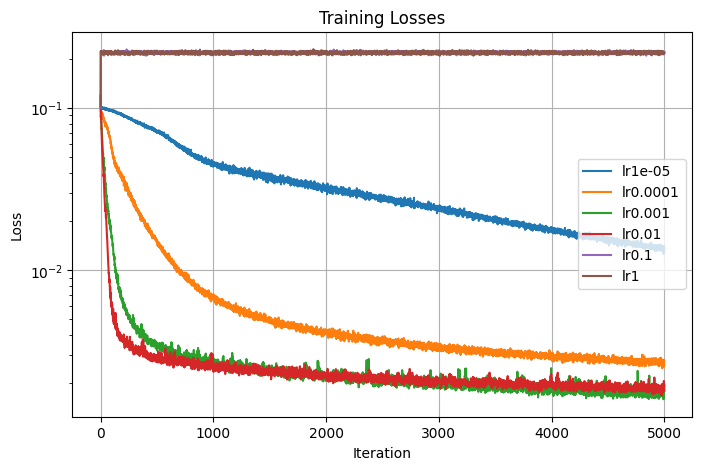 Training Losses
Loss
10⁻¹
10⁻²
lr1e-05
lr0.0001
lr0.001
lr0.01
lr0.1
lr1
0 1000 2000 3000 4000 5000
Iteration